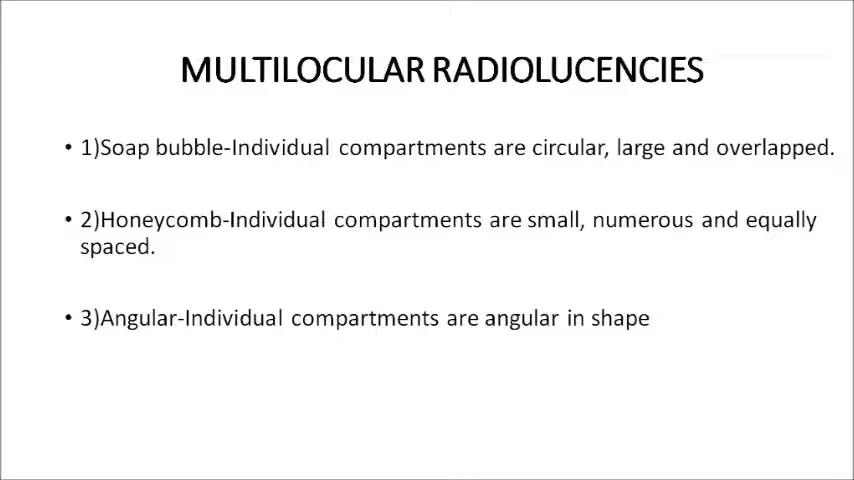 MULTILOCULAR RADIOLUCENCIES
• 1)Soap bubble-Individual compartments are circular, large and overlapped.
• 2)Honeycomb-Individual compartments are small, numerous and equally
spaced.
• 3)Angular-Individual compartments are angular in shape